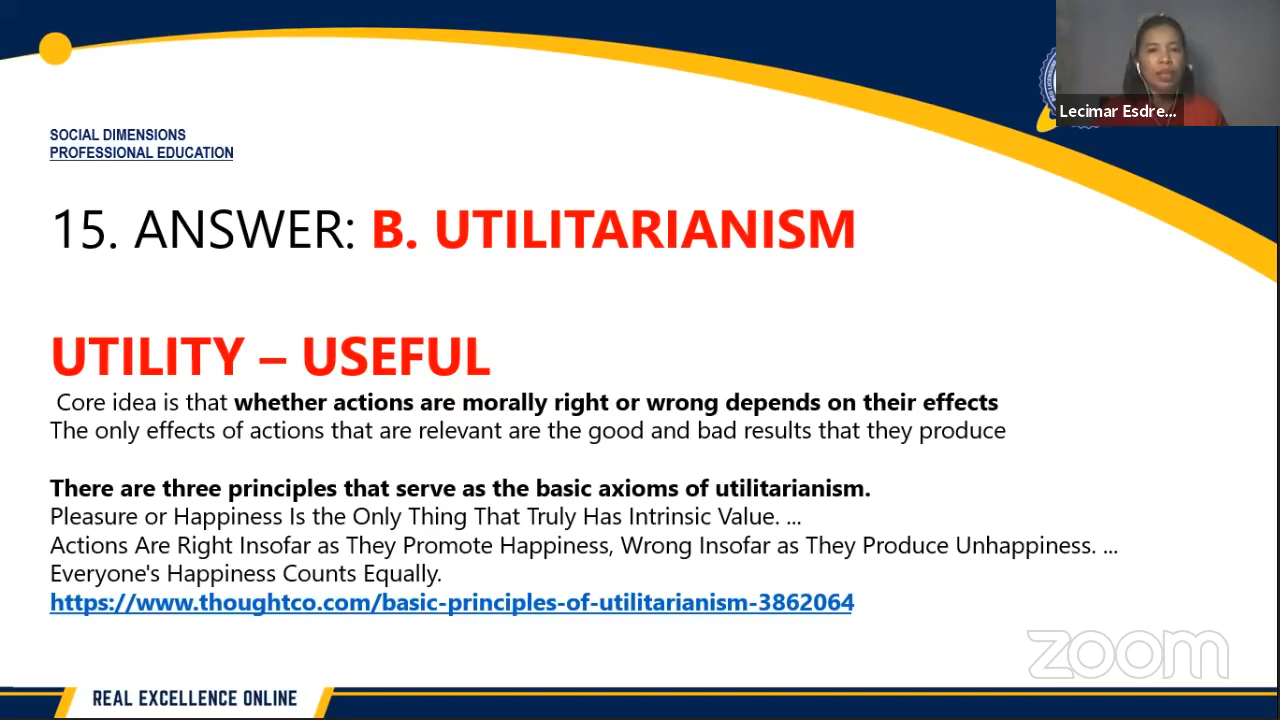 Lecimar Esdre...
SOCIAL DIMENSIONS
PROFESSIONAL EDUCATION
15. ANSWER: B. UTILITARIANISM
UTILITY – USEFUL
Core idea is that whether actions are morally right or wrong depends on their effects
The only effects of actions that are relevant are the good and bad results that they produce
There are three principles that serve as the basic axioms of utilitarianism.
Pleasure or Happiness Is the Only Thing That Truly Has Intrinsic Value. ...
Actions Are Right Insofar as They Promote Happiness, Wrong Insofar as They Produce Unhappiness. ...
Everyone's Happiness Counts Equally.
https://www.thoughtco.com/basic-principles-of-utilitarianism-3862064
zoom
REAL EXCELLENCE ONLINE